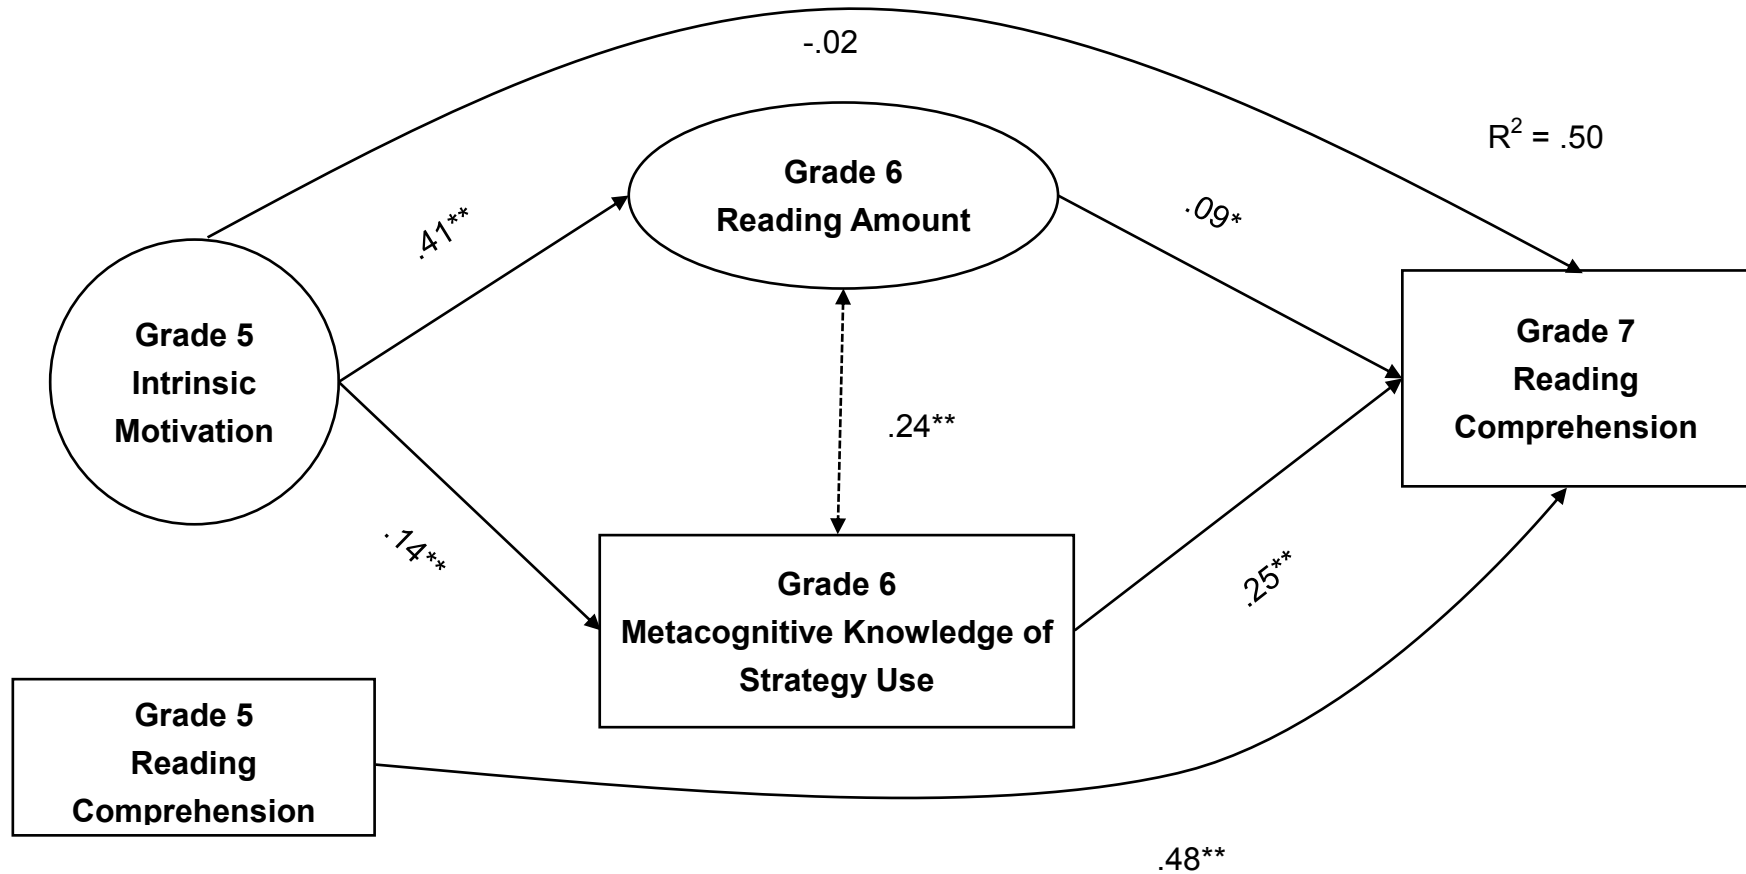 -.02
R² = .50
Grade 6
Reading Amount
.41**
.09*
Grade 5
Intrinsic
Motivation
Grade 7
Reading
Comprehension
.24**
.14**
.25**
Grade 6
Metacognitive Knowledge of
Strategy Use
Grade 5
Reading
Comprehension
.48**